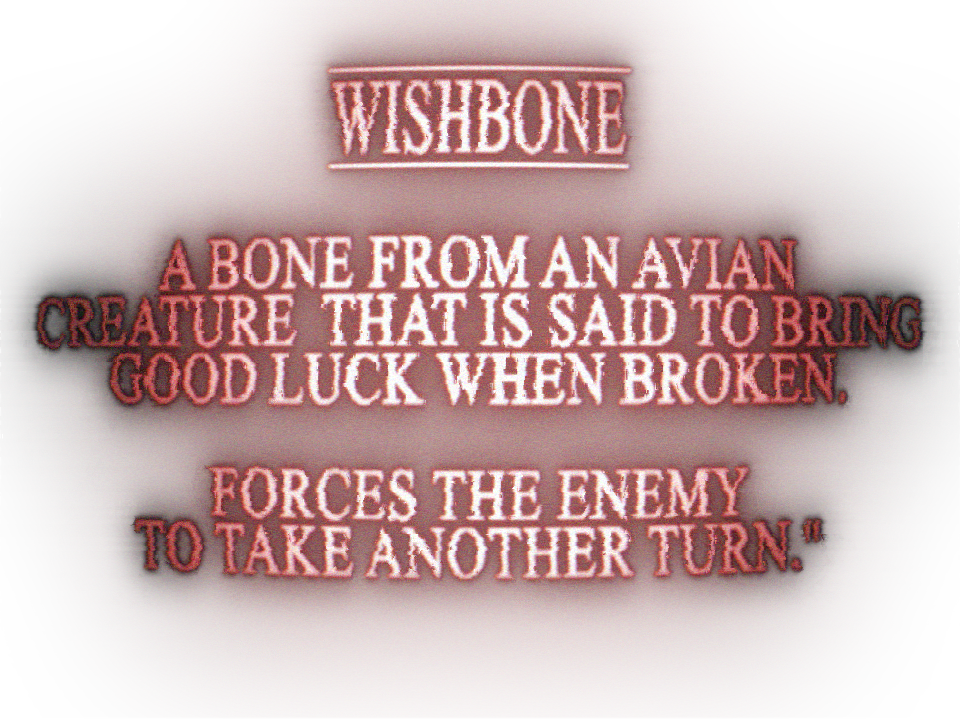 WISHBONE
A BONE FROM AN AVIAN
CREATURE THAT IS SAID TO BRING
GOOD LUCK WHEN BROKEN.
FORCES THE ENEMY
TO TAKE ANOTHER TURN."